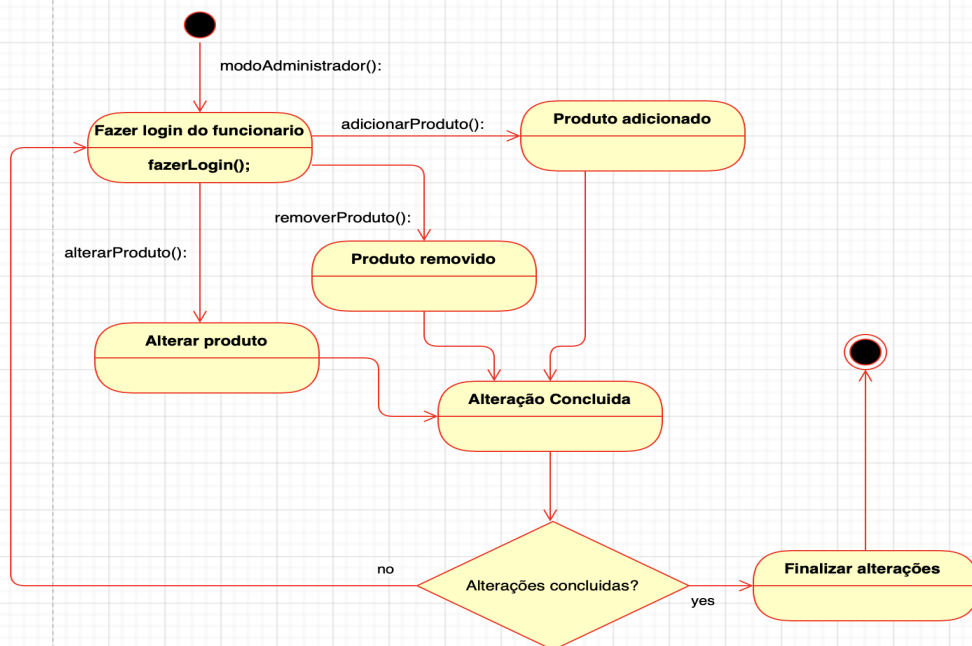 modoAdministrador():
Fazer login do funcionario
fazerLogin();
adicionarProduto():
Produto adicionado
removerProduto():
alterarProduto():
Produto removido
Alterar produto
Alteração Concluida
Alterações concluidas?
no
yes
Finalizar alterações